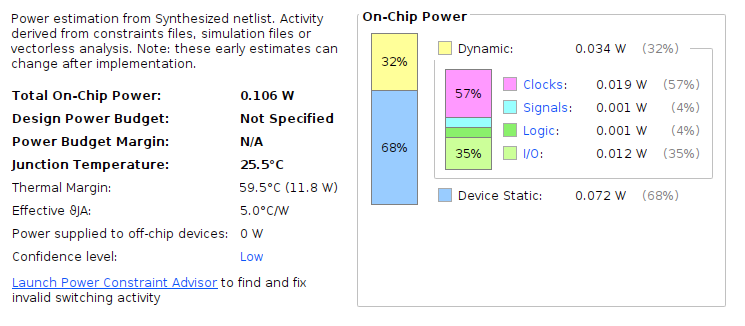 Power estimation from Synthesized netlist. Activity
derived from constraints files, simulation files or
vectorless analysis. Note: these early estimates can
change after implementation.
Total On-Chip Power: 0.106 W
Design Power Budget: Not Specified
Power Budget Margin: N/A
Junction Temperature: 25.5°C
Thermal Margin: 59.5°C (11.8 W)
Effective ϑJA: 5.0°C/W
Power supplied to off-chip devices: 0 W
Confidence level: Low
Launch Power Constraint Advisor to find and fix
invalid switching activity
On-Chip Power
32%
68%
Dynamic: 0.034 W (32%)
57%
35%
Clocks: 0.019 W (57%)
Signals: 0.001 W (4%)
Logic: 0.001 W (4%)
I/O: 0.012 W (35%)
Device Static: 0.072 W (68%)